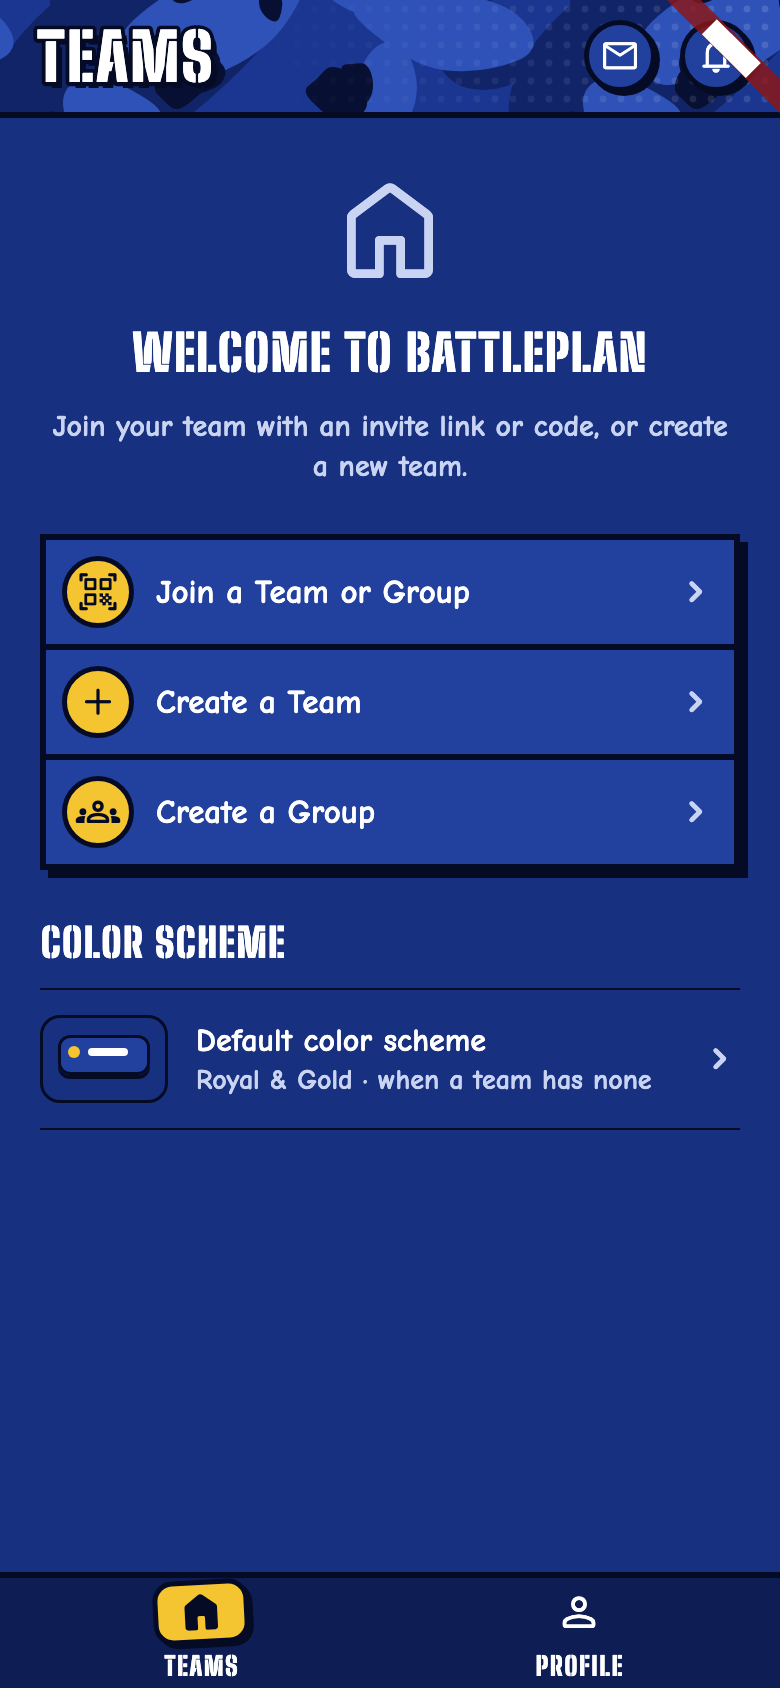 TEAMS
WELCOME TO BATTLEPLAN
Join your team with an invite link or code, or create
a new team.
Join a Team or Group
Create a Team
Create a Group
COLOR SCHEME
Default color scheme
Royal & Gold · when a team has none
TEAMS
PROFILE